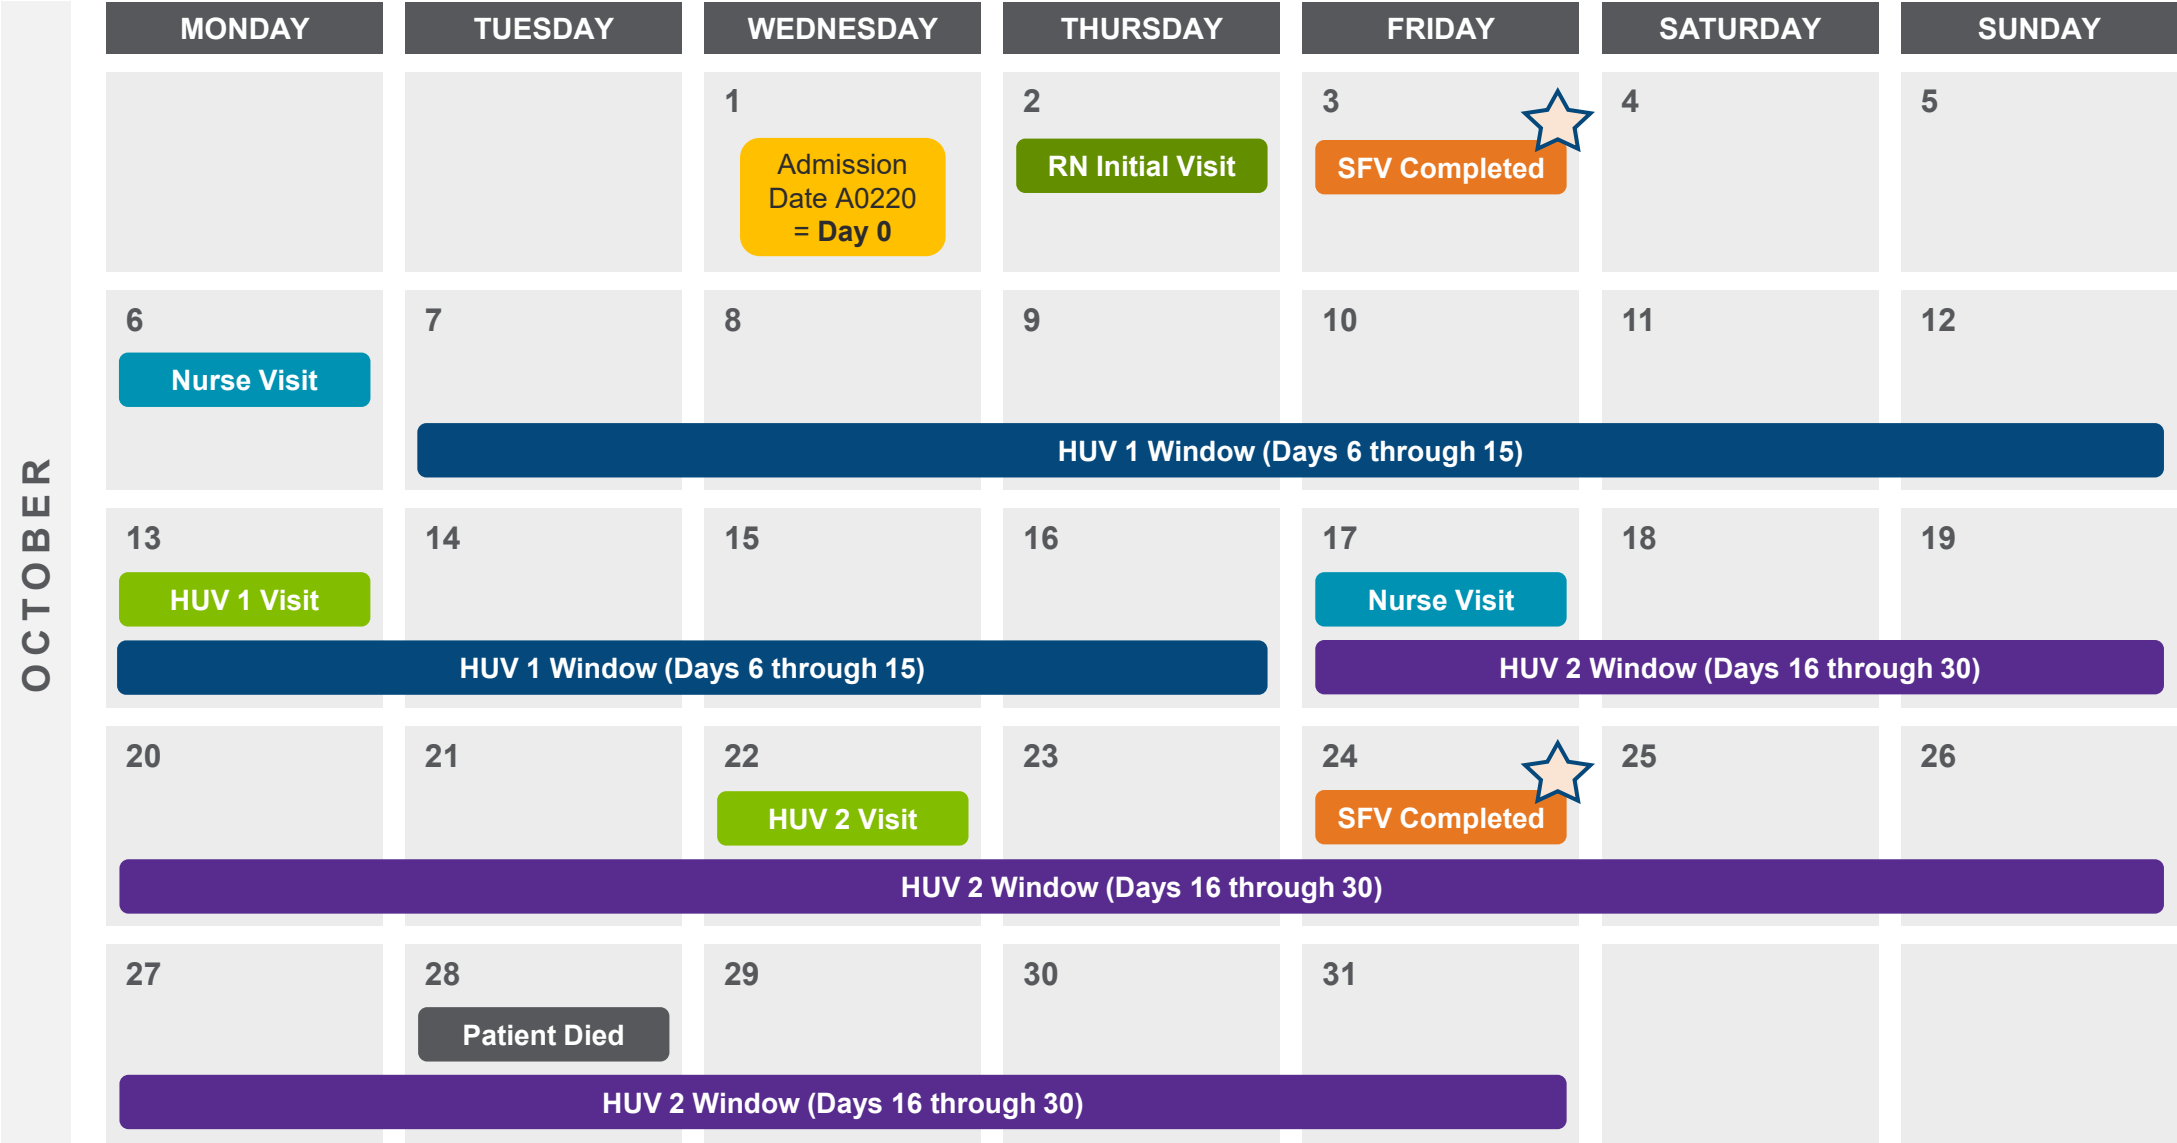 MONDAY TUESDAY WEDNESDAY THURSDAY FRIDAY SATURDAY SUNDAY
OCTOBER
1 2 3 4 5
Admission
Date A0220
= Day 0
RN Initial Visit
SFV Completed
6 7 8 9 10 11 12
Nurse Visit
HUV 1 Window (Days 6 through 15)
13 14 15 16 17 18 19
HUV 1 Visit
Nurse Visit
HUV 1 Window (Days 6 through 15)
HUV 2 Window (Days 16 through 30)
20 21 22 23 24 25 26
HUV 2 Visit
SFV Completed
HUV 2 Window (Days 16 through 30)
27 28 29 30 31
Patient Died
HUV 2 Window (Days 16 through 30)